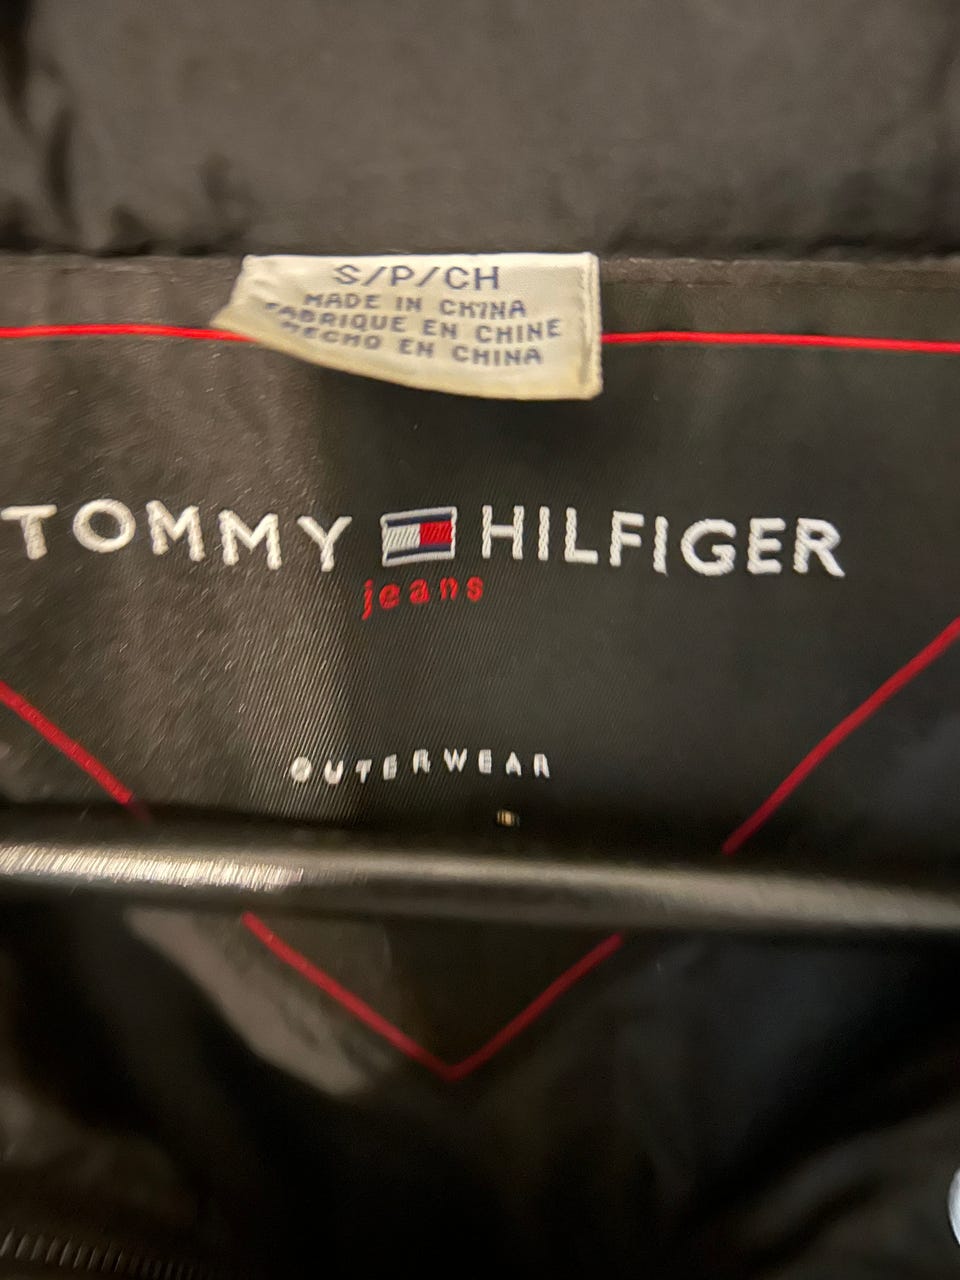 S/P/CH
MADE IN CHINA
FABRIQUE EN CHINE
HECHO EN CHINA
TOMMY HILFIGER
jeans
OUTERWEAR